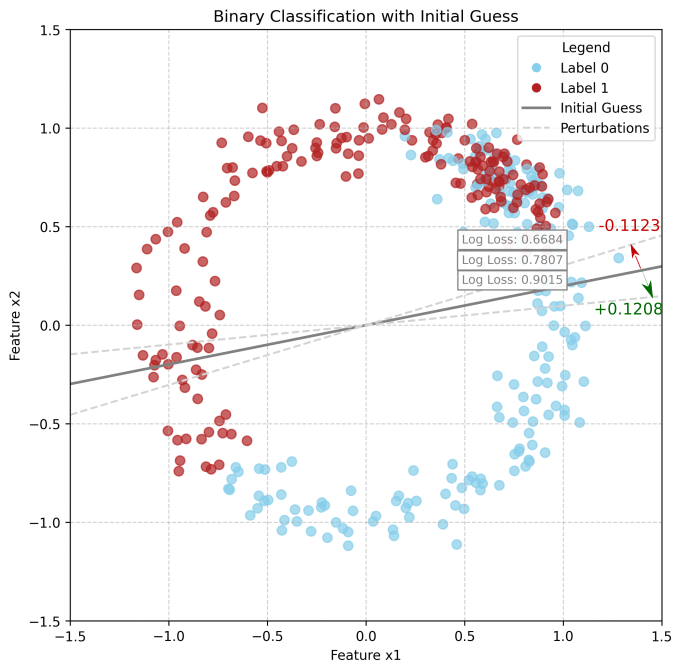 Binary Classification with Initial Guess
Legend
Label 0
Label 1
Initial Guess
Perturbations
-0.1123
+0.1208
Log Loss: 0.6684
Log Loss: 0.7807
Log Loss: 0.9015
1.5
1.0
0.5
0.0
−0.5
−1.0
−1.5
Feature x2
−1.5 −1.0 −0.5 0.0 0.5 1.0 1.5
Feature x1